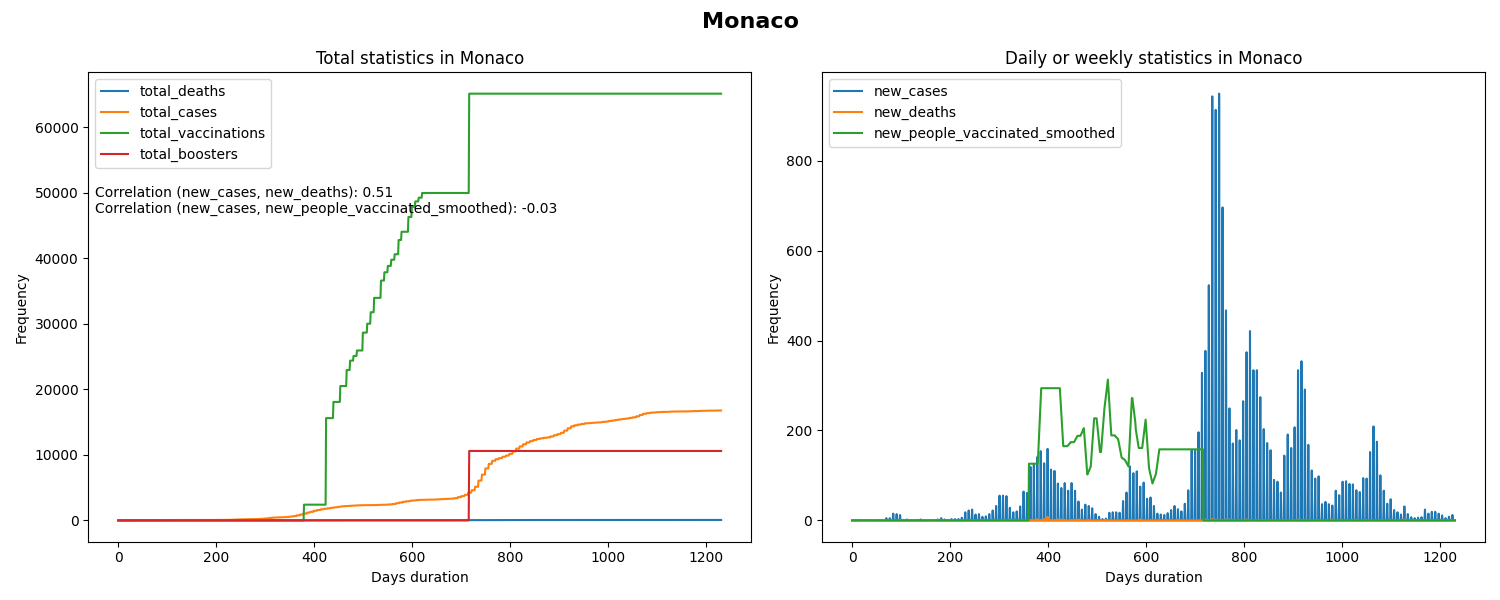 Monaco
Total statistics in Monaco
total_deaths
total_cases
total_vaccinations
total_boosters
Correlation (new_cases, new_deaths): 0.51
Correlation (new_cases, new_people_vaccinated_smoothed): -0.03
Frequency
60000
50000
40000
30000
20000
10000
0
0 200 400 600 800 1000 1200
Days duration
Daily or weekly statistics in Monaco
new_cases
new_deaths
new_people_vaccinated_smoothed
Frequency
800
600
400
200
0
0 200 400 600 800 1000 1200
Days duration